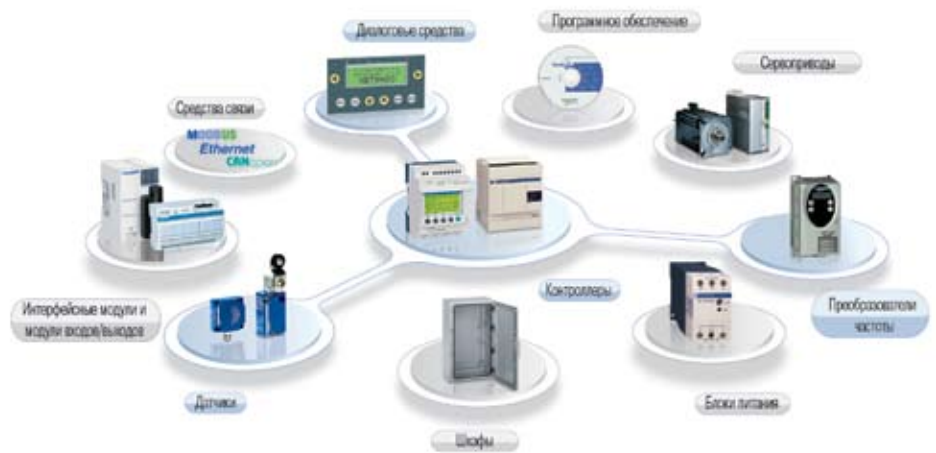 Диалоговые средства
Программное обеспечение
Сервоприводы
Средства связи
MODBUS
Ethernet
CANopen
Контроллеры
Интерфейсные модули и
модули входов/выходов
Преобразователи
частоты
Датчики
Блоки питания
Шкафы